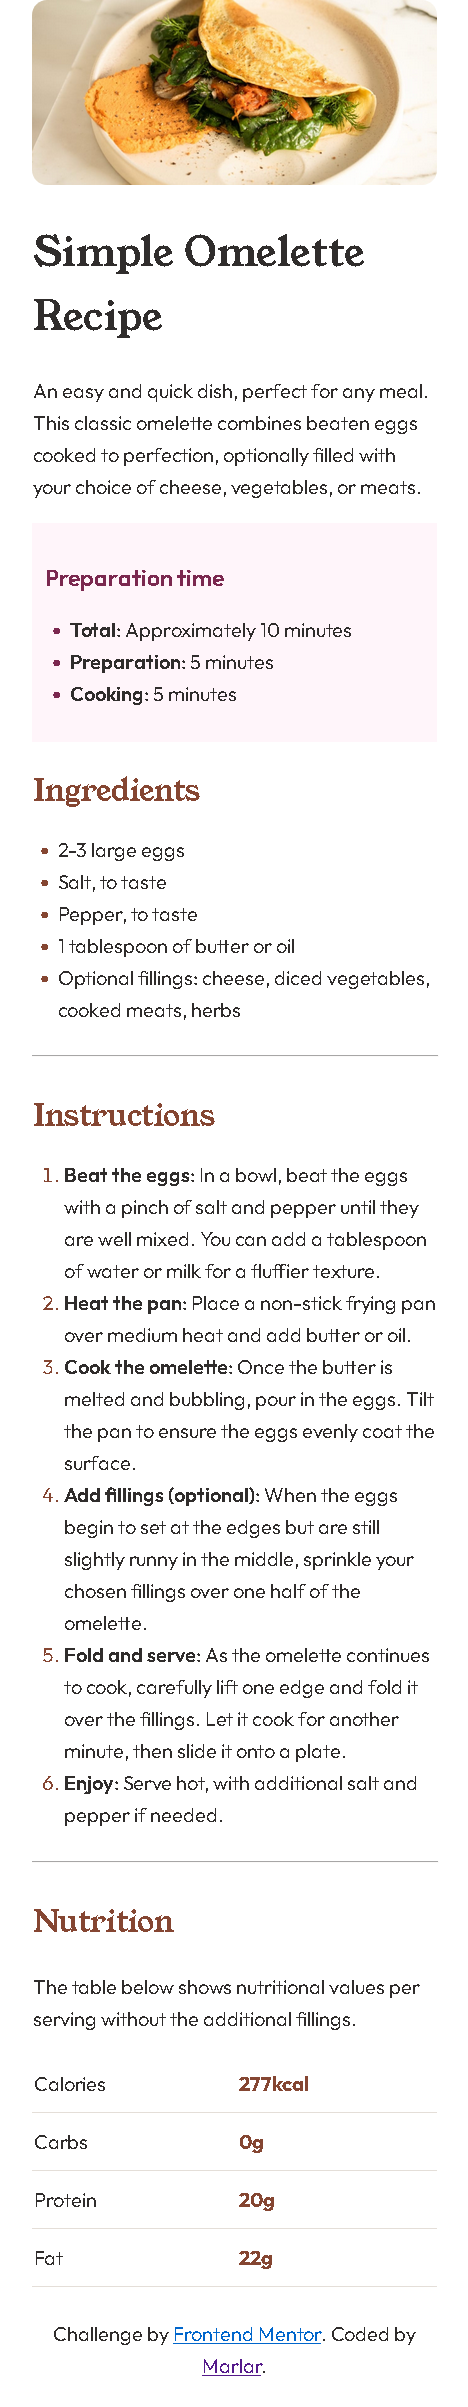 Simple Omelette
Recipe
An easy and quick dish, perfect for any meal.
This classic omelette combines beaten eggs
cooked to perfection, optionally filled with
your choice of cheese, vegetables, or meats.
Preparation time
• Total: Approximately 10 minutes
• Preparation: 5 minutes
• Cooking: 5 minutes
Ingredients
• 2-3 large eggs
• Salt, to taste
• Pepper, to taste
• 1 tablespoon of butter or oil
• Optional fillings: cheese, diced vegetables,
cooked meats, herbs
Instructions
1. Beat the eggs: In a bowl, beat the eggs
with a pinch of salt and pepper until they
are well mixed. You can add a tablespoon
of water or milk for a fluffier texture.
2. Heat the pan: Place a non-stick frying pan
over medium heat and add butter or oil.
3. Cook the omelette: Once the butter is
melted and bubbling, pour in the eggs. Tilt
the pan to ensure the eggs evenly coat the
surface.
4. Add fillings (optional): When the eggs
begin to set at the edges but are still
slightly runny in the middle, sprinkle your
chosen fillings over one half of the
omelette.
5. Fold and serve: As the omelette continues
to cook, carefully lift one edge and fold it
over the fillings. Let it cook for another
minute, then slide it onto a plate.
6. Enjoy: Serve hot, with additional salt and
pepper if needed.
Nutrition
The table below shows nutritional values per
serving without the additional fillings.
Calories 277kcal
Carbs 0g
Protein 20g
Fat 22g
Challenge by Frontend Mentor. Coded by
Marlar.